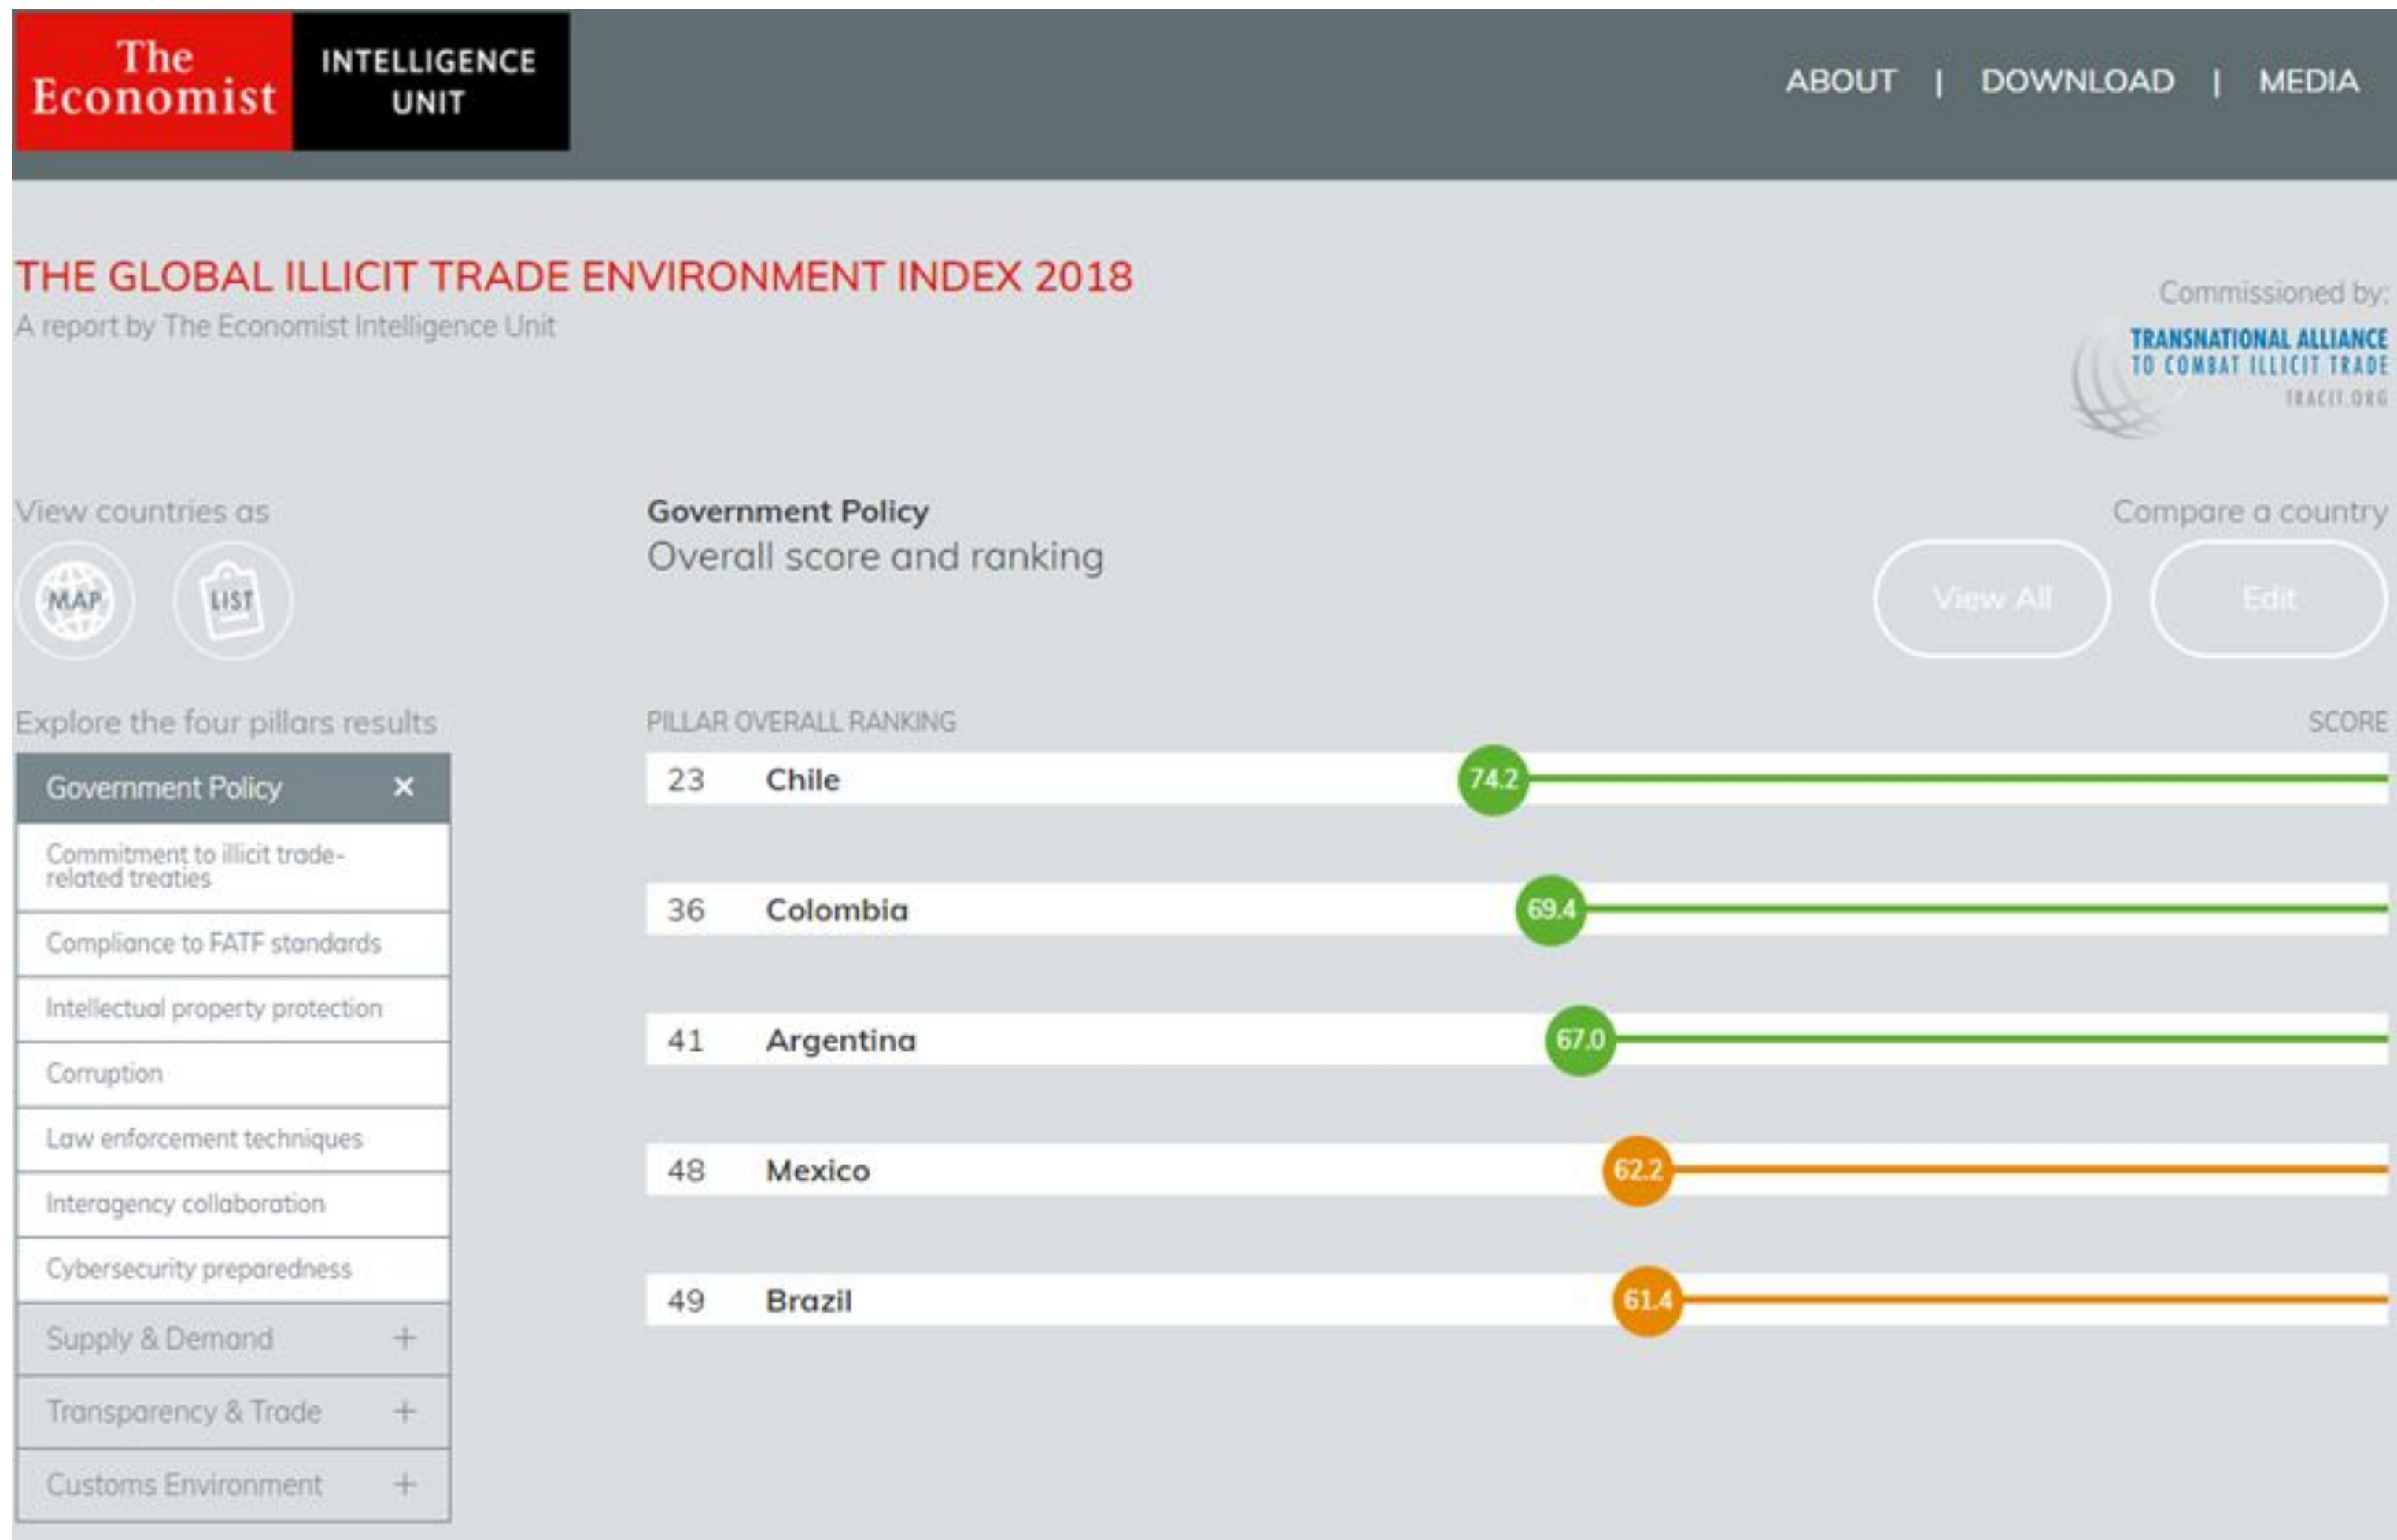 The
Economist
INTELLIGENCE
UNIT
ABOUT | DOWNLOAD | MEDIA
THE GLOBAL ILLICIT TRADE ENVIRONMENT INDEX 2018
A report by The Economist Intelligence Unit
Commissioned by:
TRANSNATIONAL ALLIANCE
TO COMBAT ILLICIT TRADE
TRACIT.ORG
View countries as
MAP
LIST
Government Policy
Overall score and ranking
Compare a country
View All
Edit
Explore the four pillars results
Government Policy ×
Commitment to illicit trade-
related treaties
Compliance to FATF standards
Intellectual property protection
Corruption
Law enforcement techniques
Interagency collaboration
Cybersecurity preparedness
Supply & Demand +
Transparency & Trade +
Customs Environment +
PILLAR OVERALL RANKING SCORE
23 Chile 74.2
36 Colombia 69.4
41 Argentina 67.0
48 Mexico 62.2
49 Brazil 61.4